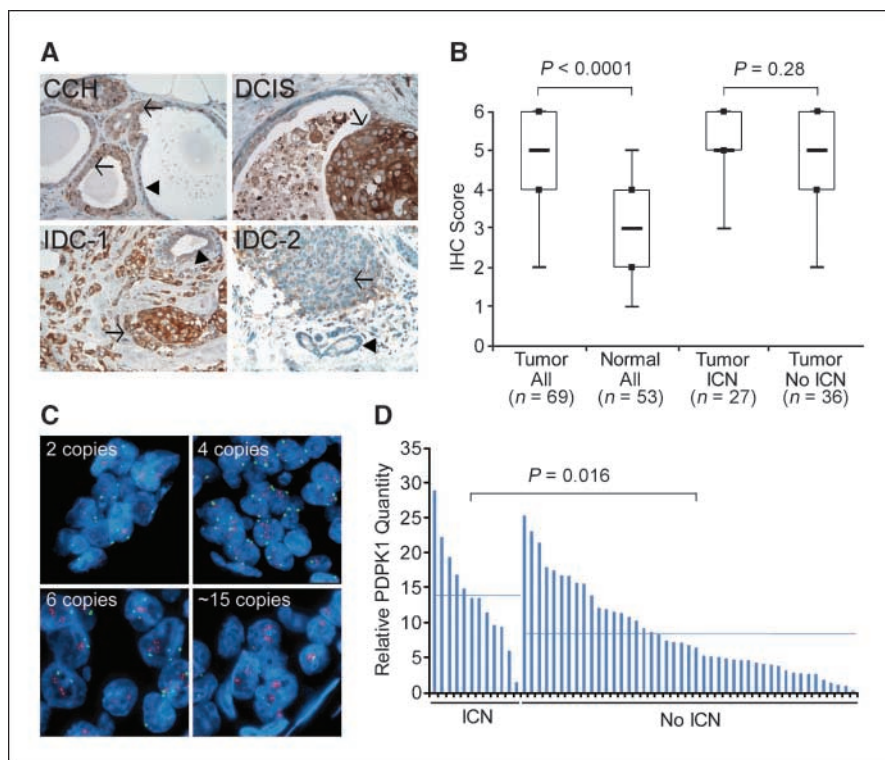 A
CCH
DCIS
IDC-1
IDC-2
B
P < 0.0001
P = 0.28
IHC Score
6
5
4
3
2
1
0
Tumor All (n = 69)
Normal All (n = 53)
Tumor ICN (n = 27)
Tumor No ICN (n = 36)
C
2 copies
4 copies
6 copies
~15 copies
D
P = 0.016
Relative PDPK1 Quantity
35
30
25
20
15
10
5
0
ICN
No ICN